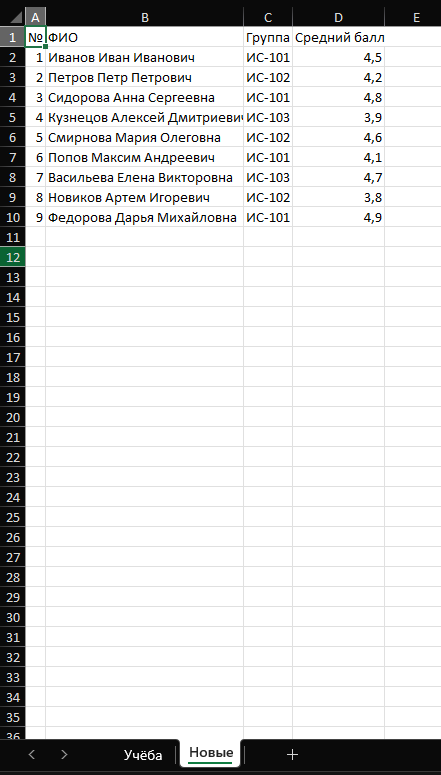 A B C D E
1 № ФИО Группа Средний балл
2 1 Иванов Иван Иванович ИС-101 4,5
3 2 Петров Петр Петрович ИС-102 4,2
4 3 Сидорова Анна Сергеевна ИС-101 4,8
5 4 Кузнецов Алексей Дмитриеви ИС-103 3,9
6 5 Смирнова Мария Олеговна ИС-102 4,6
7 6 Попов Максим Андреевич ИС-101 4,1
8 7 Васильева Елена Викторовна ИС-103 4,7
9 8 Новиков Артем Игоревич ИС-102 3,8
10 9 Федорова Дарья Михайловна ИС-101 4,9
11
12
13
14
15
16
17
18
19
20
21
22
23
24
25
26
27
28
29
30
31
32
33
34
35
36
Учёба Новые